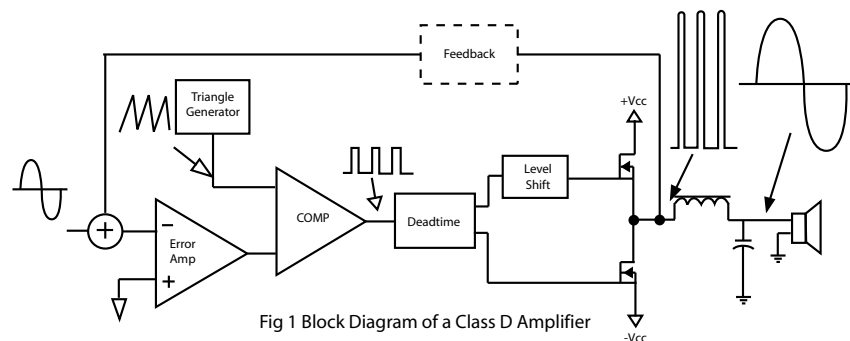 Feedback
Triangle
Generator
+Vcc
Level
Shift
COMP
Deadtime
+
−
Error
Amp
+
Fig 1 Block Diagram of a Class D Amplifier
-Vcc